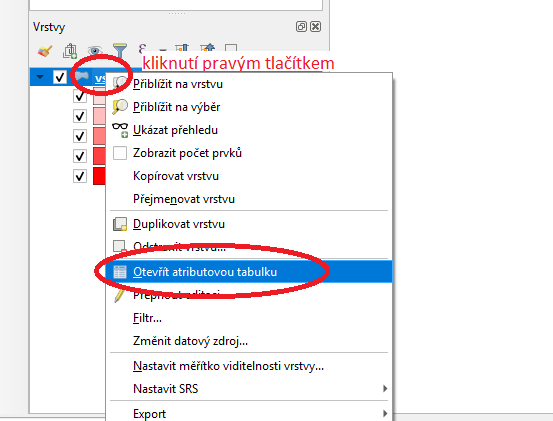 Vrstvy
kliknutí pravým tlačítkem
Přiblížit na vrstvu
Přiblížit na výběr
Ukázat přehledu
Zobrazit počet prvků
Kopírovat vrstvu
Přejmenovat vrstvu
Duplikovat vrstvu
Odstranit vrstvu...
Otevřít atributovou tabulku
Přepnout editaci
Filtr...
Změnit datový zdroj...
Nastavit měřítko viditelnosti vrstvy...
Nastavit SRS
Export